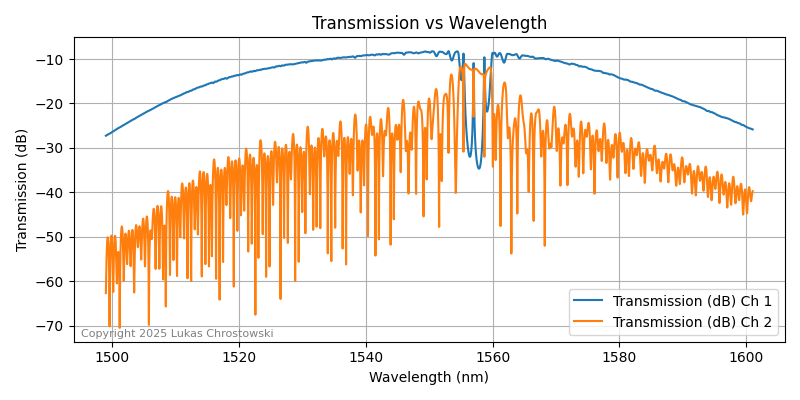 Transmission vs Wavelength
Transmission (dB)
−10
−20
−30
−40
−50
−60
−70
Copyright 2025 Lukas Chrostowski
Transmission (dB) Ch 1
Transmission (dB) Ch 2
1500 1520 1540 1560 1580 1600
Wavelength (nm)